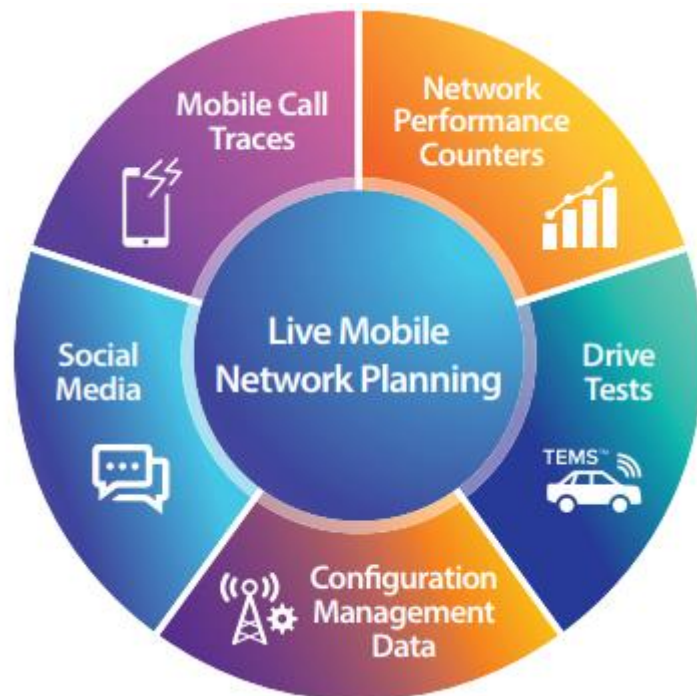 Mobile Call
Traces
Network
Performance
Counters
Live Mobile
Network Planning
Social
Media
Drive
Tests
TEMS™
Configuration
Management
Data